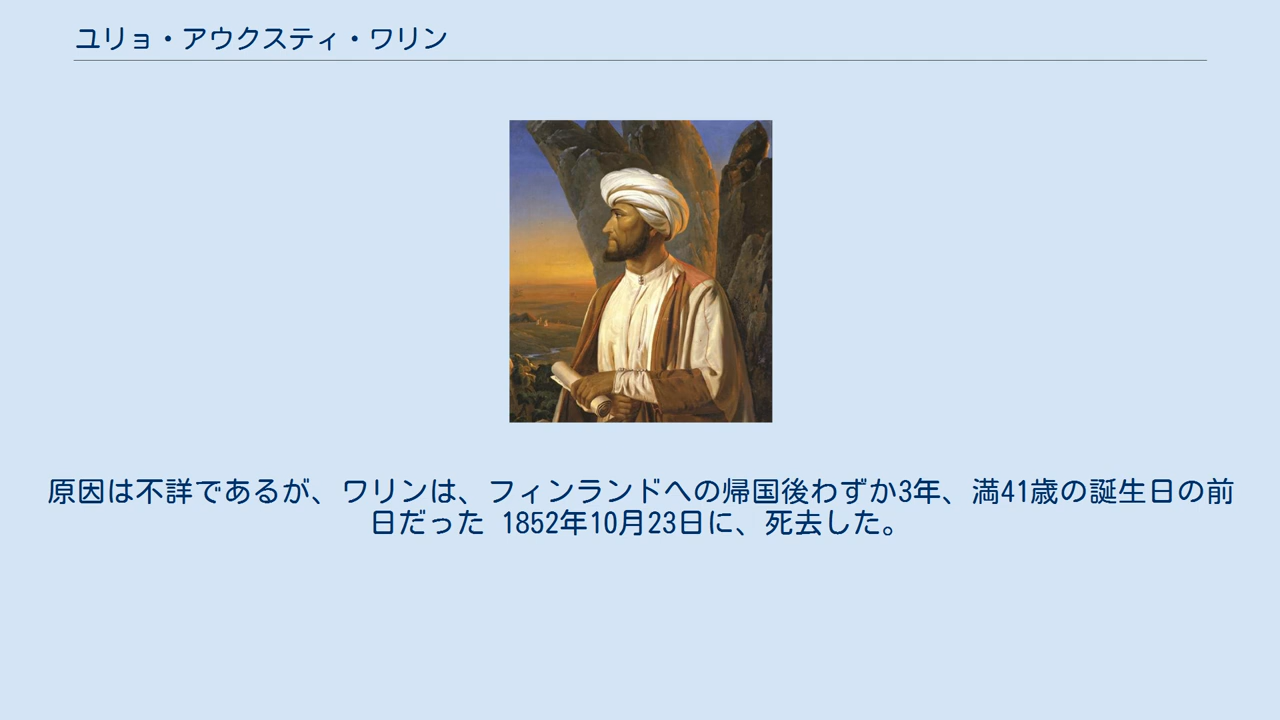 ユリョ・アウクスティ・ワリン
原因は不詳であるが、ワリンは、フィンランドへの帰国後わずか3年、満41歳の誕生日の前
日だった 1852年10月23日に、死去した。